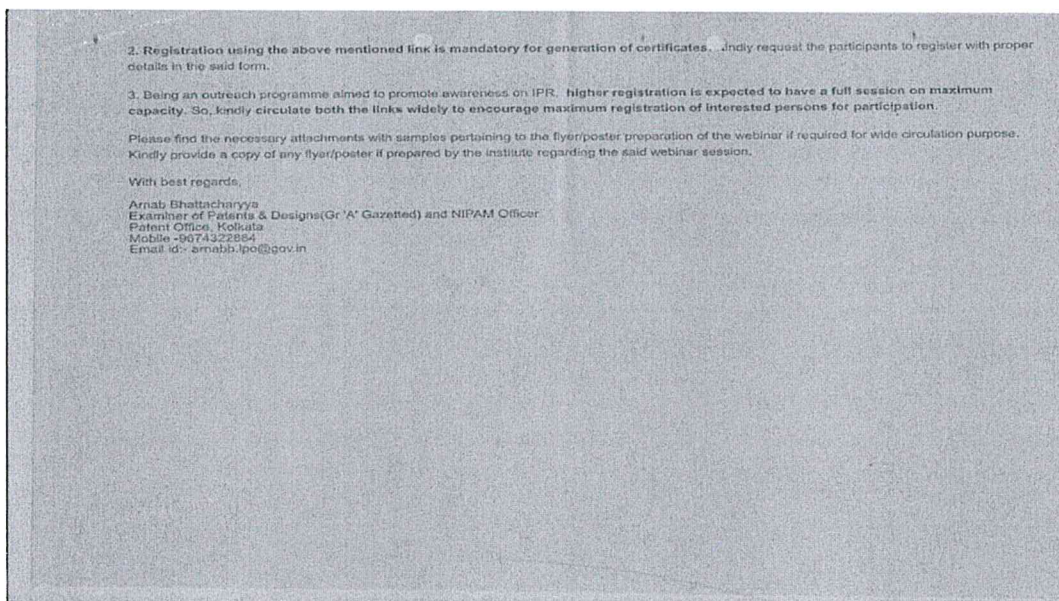 2. Registration using the above mentioned link is mandatory for generation of certificates. .indly request the participants to register with proper
details in the said form.
3. Being an outreach programme aimed to promote awareness on IPR, higher registration is expected to have a full session on maximum
capacity. So, kindly circulate both the links widely to encourage maximum registration of interested persons for participation.
Please find the necessary attachments with samples pertaining to the flyer/poster preparation of the webinar if required for wide circulation purpose.
Kindly provide a copy of any flyer/poster if prepared by the institute regarding the said webinar session.
With best regards,
Arnab Bhattacharyya
Examiner of Patents & Designs(Gr 'A' Gazetted) and NIPAM Officer
Patent Office, Kolkata
Mobile -9674322884
Email id:- arnabb.ipo@gov.in